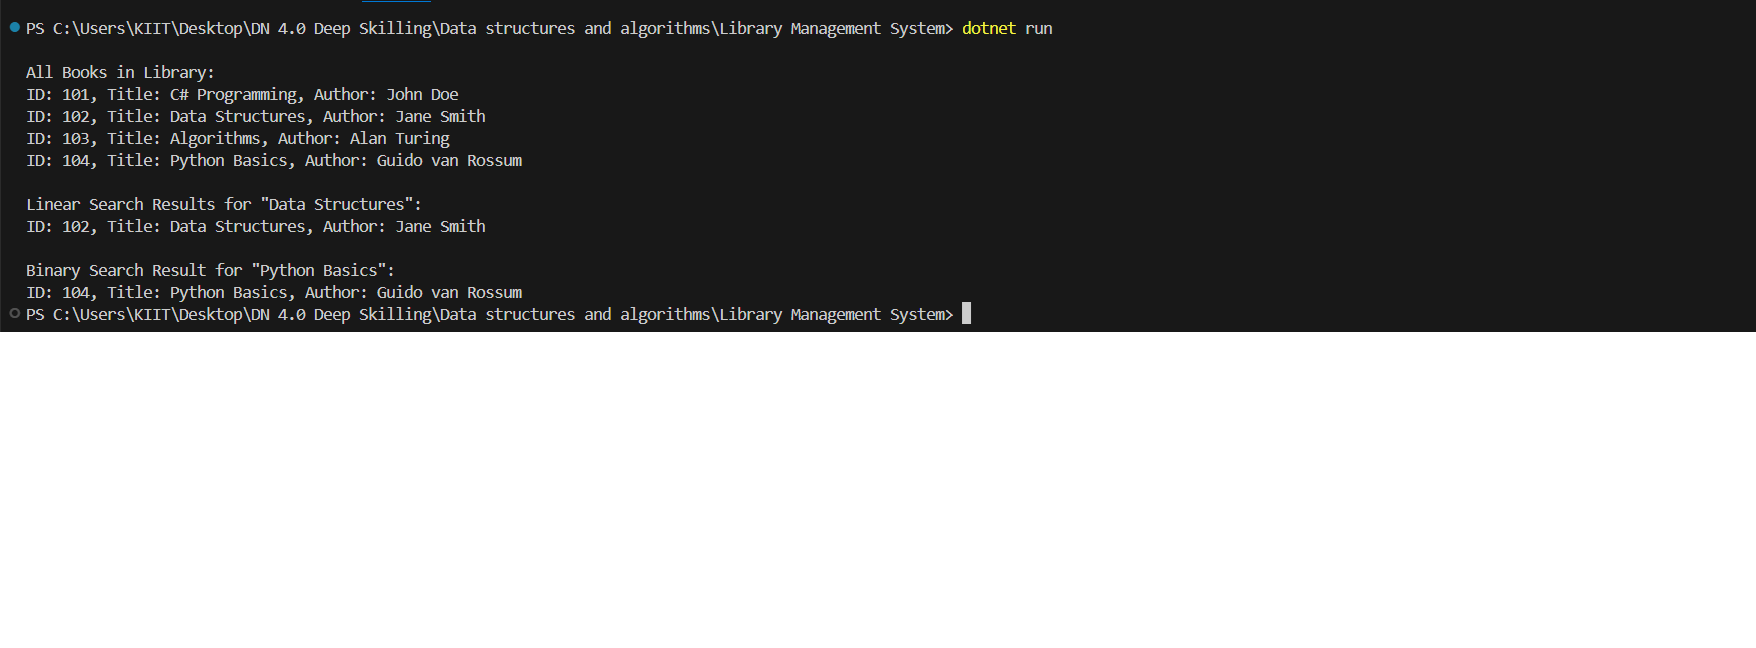 PS C:\Users\KIIT\Desktop\DN 4.0 Deep Skilling\Data structures and algorithms\Library Management System> dotnet run
All Books in Library:
ID: 101, Title: C# Programming, Author: John Doe
ID: 102, Title: Data Structures, Author: Jane Smith
ID: 103, Title: Algorithms, Author: Alan Turing
ID: 104, Title: Python Basics, Author: Guido van Rossum
Linear Search Results for "Data Structures":
ID: 102, Title: Data Structures, Author: Jane Smith
Binary Search Result for "Python Basics":
ID: 104, Title: Python Basics, Author: Guido van Rossum
PS C:\Users\KIIT\Desktop\DN 4.0 Deep Skilling\Data structures and algorithms\Library Management System>